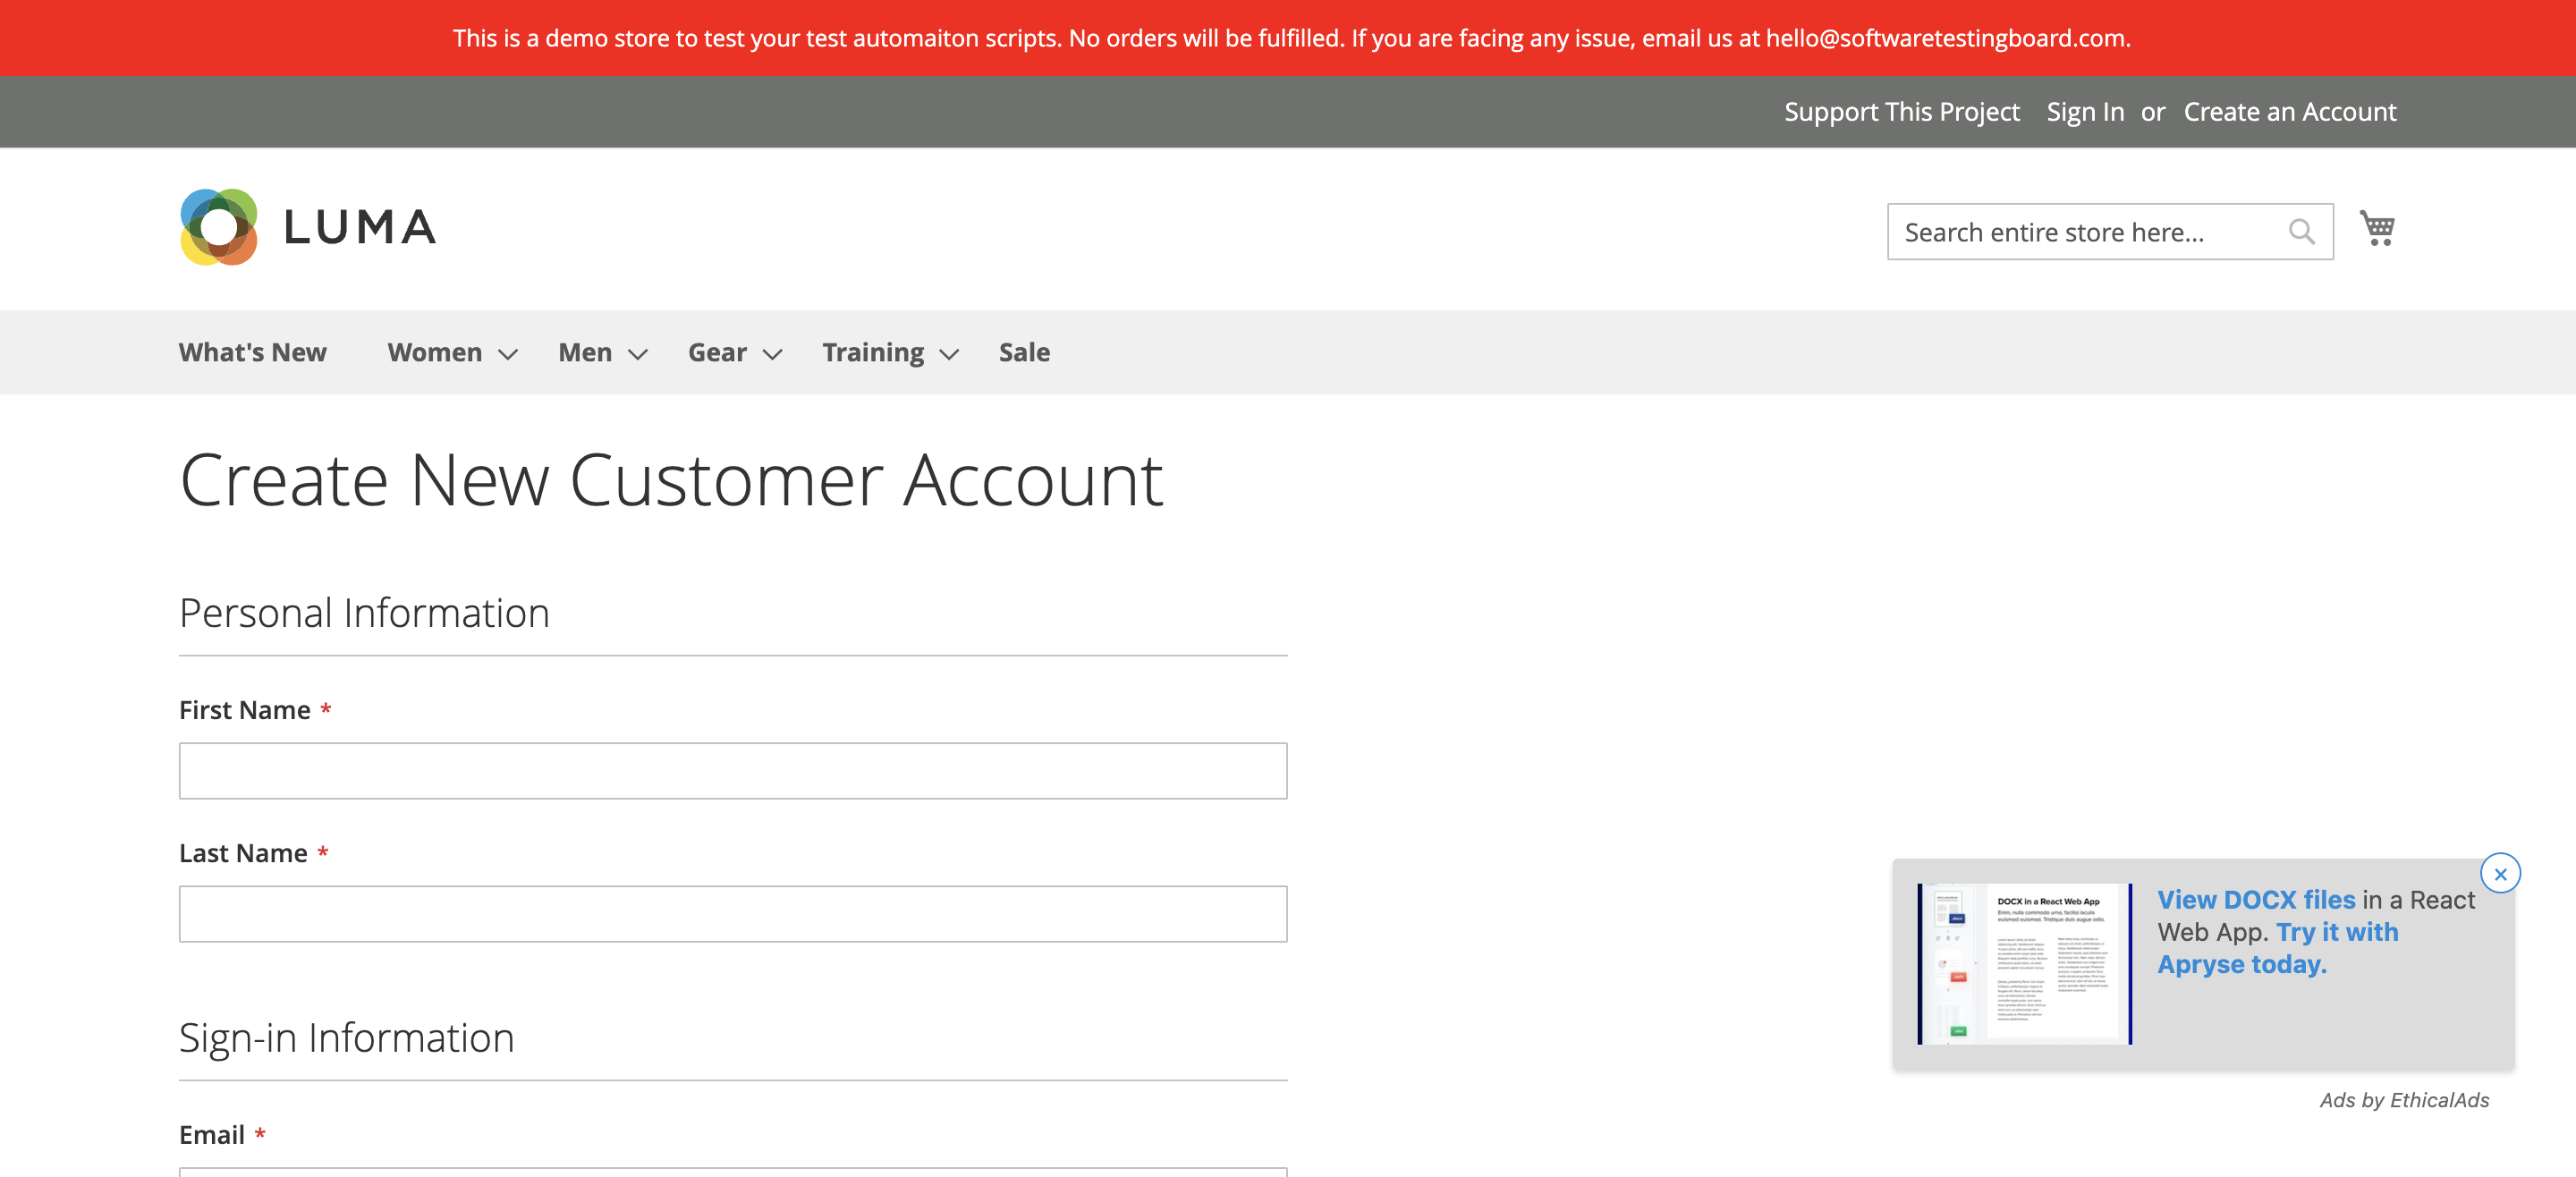 This is a demo store to test your test automaiton scripts. No orders will be fulfilled. If you are facing any issue, email us at hello@softwaretestingboard.com.
Support This Project Sign In or Create an Account
LUMA
Search entire store here...
What's New Women Men Gear Training Sale
Create New Customer Account
Personal Information
First Name *
Last Name *
DOCX in a React Web App
View DOCX files in a React
Web App. Try it with
Apryse today.
Sign-in Information
Ads by EthicalAds
Email *